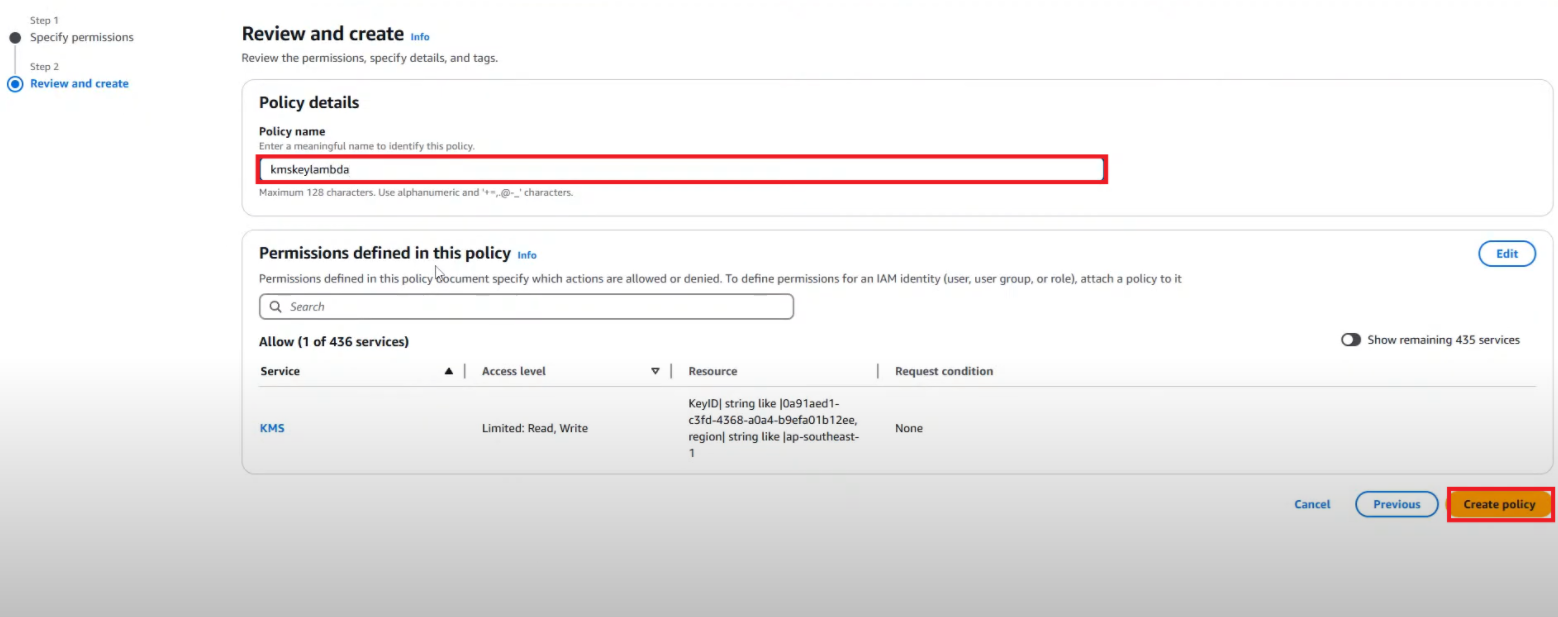 Step 1
Specify permissions
Step 2
Review and create
Review and create Info
Review the permissions, specify details, and tags.
Policy details
Policy name
Enter a meaningful name to identify this policy.
kmskeylambda
Maximum 128 characters. Use alphanumeric and '+=,.@-_' characters.
Permissions defined in this policy Info
Edit
Permissions defined in this policy document specify which actions are allowed or denied. To define permissions for an IAM identity (user, user group, or role), attach a policy to it
Search
Allow (1 of 436 services)
Show remaining 435 services
Service Access level Resource Request condition
KMS
Limited: Read, Write
KeyID| string like |0a91aed1-
c3fd-4368-a0a4-b9efa01b12ee,
region| string like |ap-southeast-
1
None
Cancel Previous Create policy